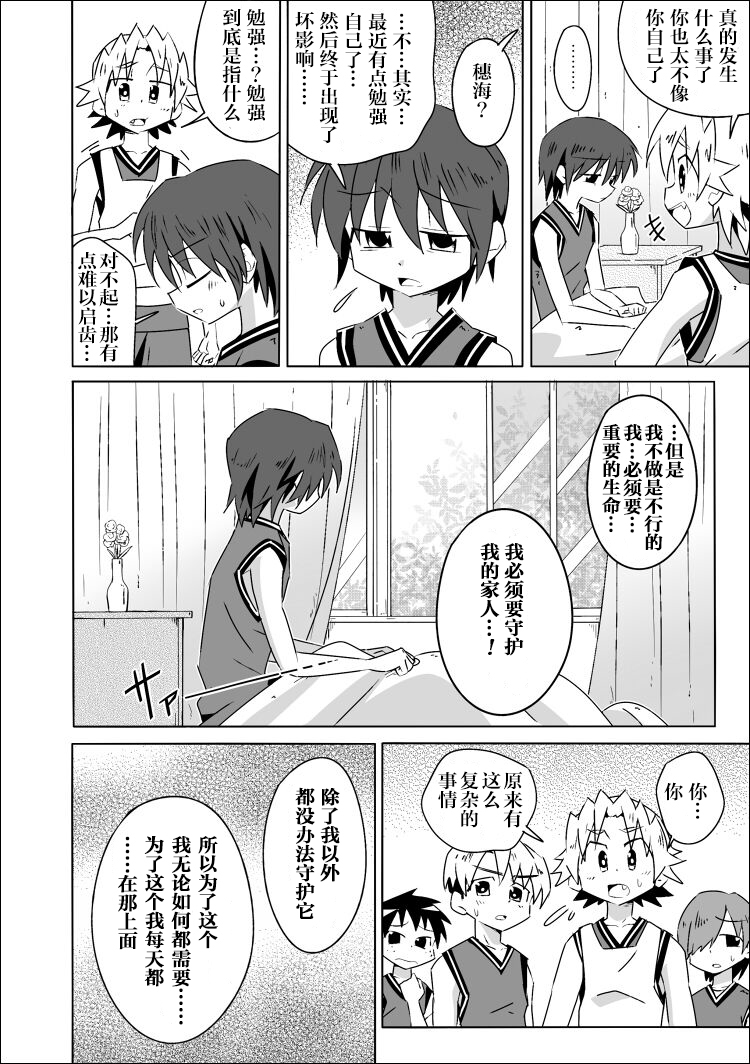 真的发生
什么事了
你也太不像
你自己了
………
穗海？
…不…其实…
最近有点勉强
自己了…
然后终于出现了
坏影响………
勉强…？勉强
到底是指什么
对不起…那有
点难以启齿…
…但是
我不做是不行的
我…必须要…
重要的生命…
我必须要守护
我的家人…！
サァ
你…
你
原来有
这么
复杂的
事情
除了我以外
都没办法守护它
所以为了这个
我无论如何都需要……
为了这个我每天都
……在那上面